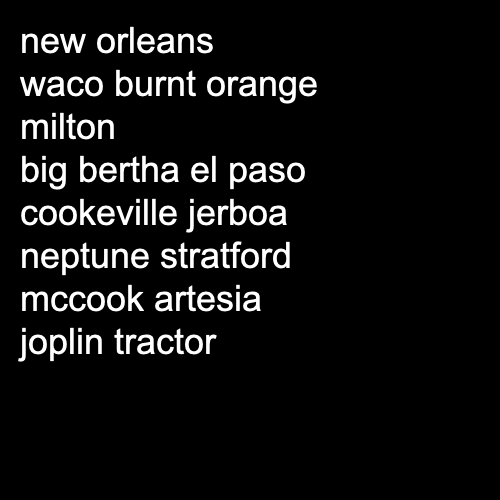 new orleans
waco burnt orange
milton
big bertha el paso
cookeville jerboa
neptune stratford
mccook artesia
joplin tractor